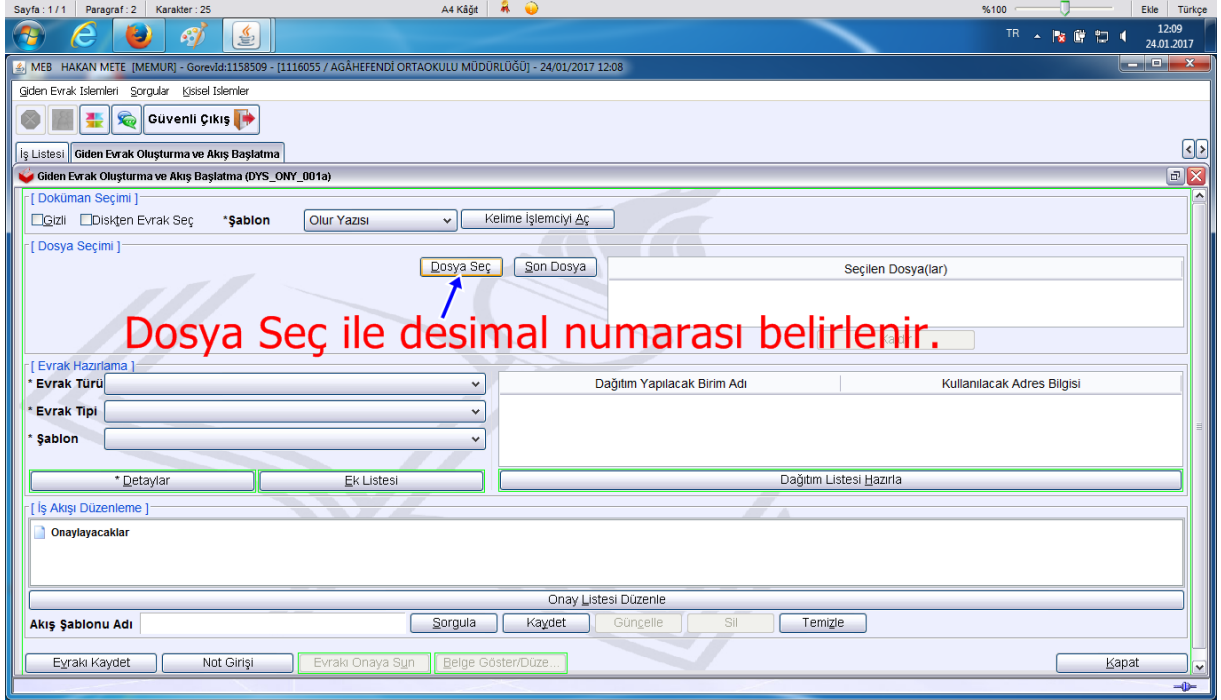 Sayfa : 1 / 1 Paragraf : 2 Karakter : 25 A4 Kâğıt %100 Ekle Türkçe
TR 12:09
24.01.2017
MEB HAKAN METE [MEMUR] - GorevId:1158509 - [1116055 / AGÂHEFENDİ ORTAOKULU MÜDÜRLÜĞÜ] - 24/01/2017 12:08
Giden Evrak Islemleri Sorgular Kisisel Islemler
Güvenli Çıkış
İş Listesi Giden Evrak Oluşturma ve Akış Başlatma
Giden Evrak Oluşturma ve Akış Başlatma (DYS_ONY_001a)
[ Doküman Seçimi ]
Gizli Diskten Evrak Seç *Şablon Olur Yazısı Kelime İşlemciyi Aç
[ Dosya Seçimi ]
Dosya Seç Son Dosya Seçilen Dosya(lar)
Dosya Seç ile desimal numarası belirlenir.
[ Evrak Hazırlama ]
* Evrak Türü Dağıtım Yapılacak Birim Adı Kullanılacak Adres Bilgisi
* Evrak Tipi
* Şablon
* Detaylar Ek Listesi Dağıtım Listesi Hazırla
[ İş Akışı Düzenleme ]
Onaylayacaklar
Onay Listesi Düzenle
Akış Şablonu Adı Sorgula Kaydet Güncelle Sil Temizle
Evrakı Kaydet Not Girişi Evrakı Onaya Sun Belge Göster/Düze... Kapat